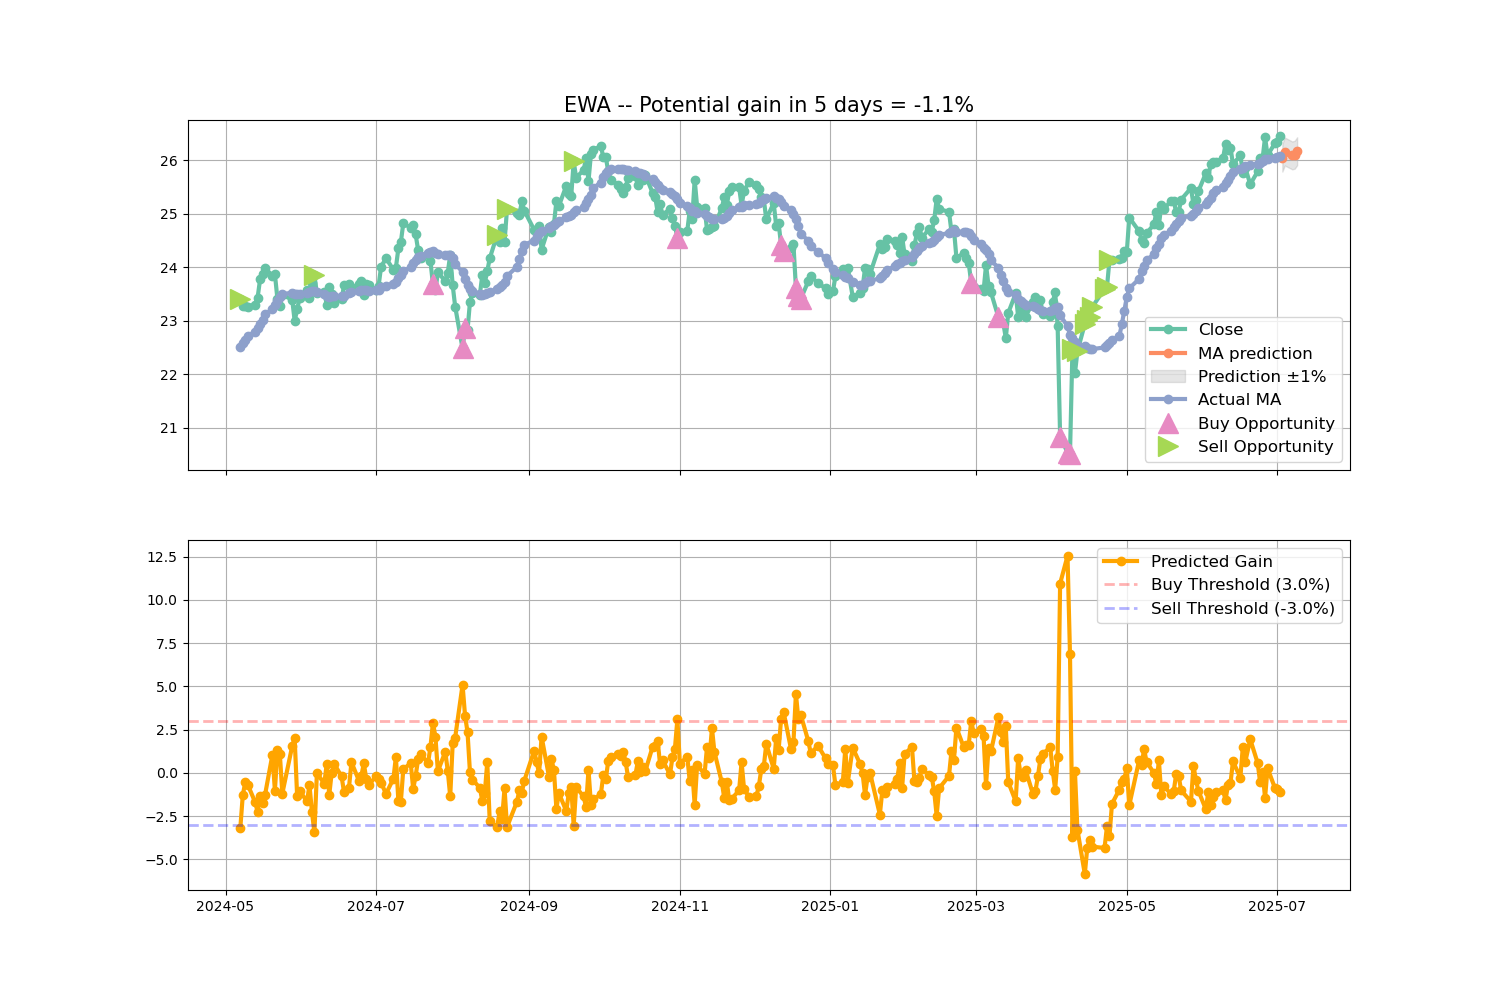 EWA -- Potential gain in 5 days = -1.1%
26
25
24
23
22
21
Close
MA prediction
Prediction ±1%
Actual MA
Buy Opportunity
Sell Opportunity
12.5
10.0
7.5
5.0
2.5
0.0
−2.5
−5.0
Predicted Gain
Buy Threshold (3.0%)
Sell Threshold (-3.0%)
2024-05 2024-07 2024-09 2024-11 2025-01 2025-03 2025-05 2025-07